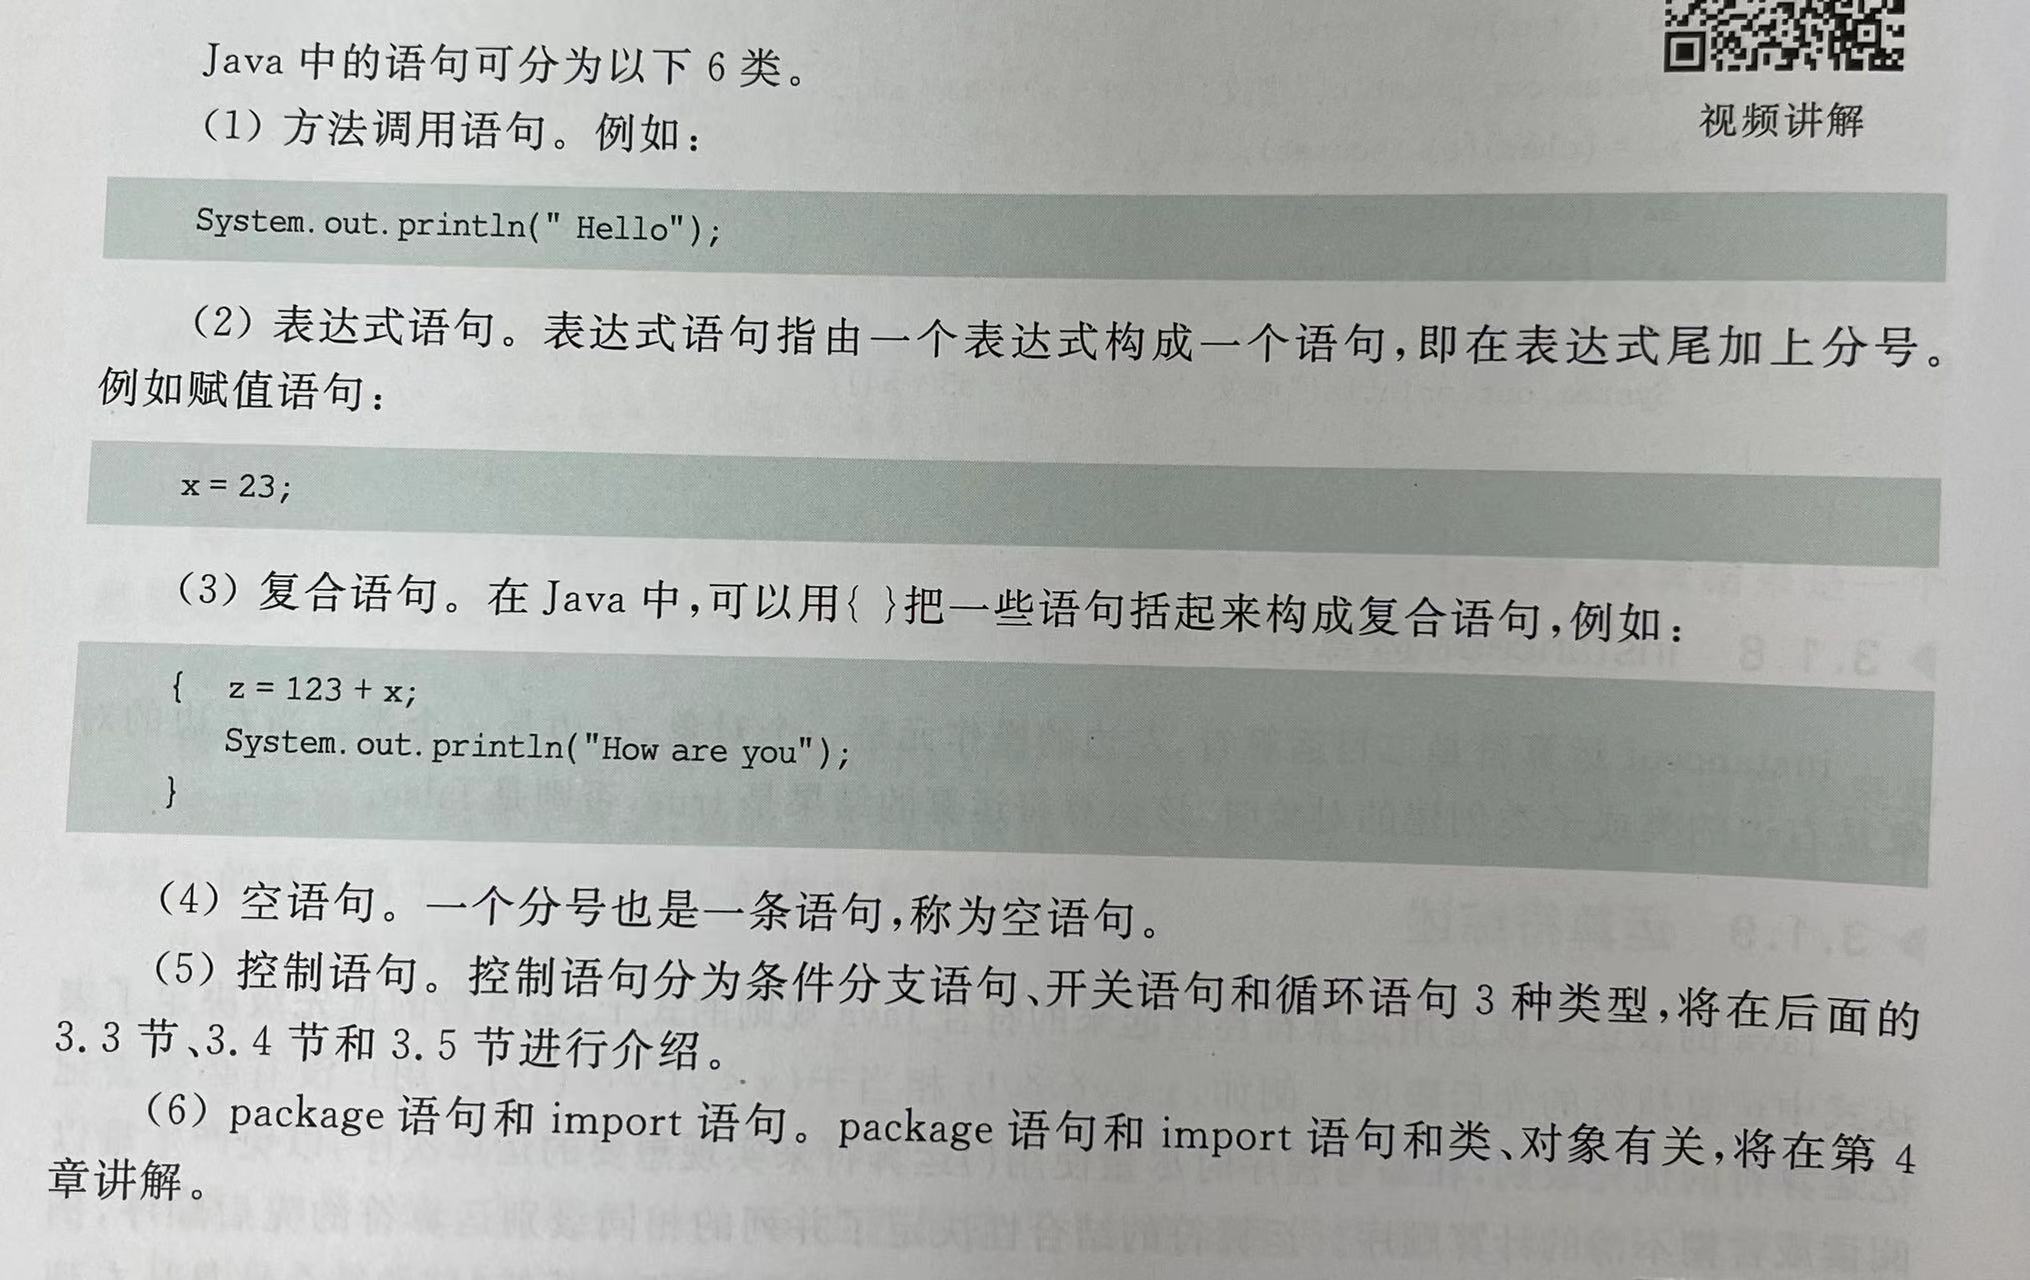 视频讲解
Java 中的语句可分为以下 6 类。
(1) 方法调用语句。例如:
System.out.println(" Hello");
(2) 表达式语句。表达式语句指由一个表达式构成一个语句,即在表达式尾加上分号。
例如赋值语句:
x = 23;
(3) 复合语句。在 Java 中,可以用{ }把一些语句括起来构成复合语句,例如:
{ z = 123 + x;
System.out.println("How are you");
}
(4) 空语句。一个分号也是一条语句,称为空语句。
(5) 控制语句。控制语句分为条件分支语句、开关语句和循环语句 3 种类型,将在后面的
3.3 节、3.4 节和 3.5 节进行介绍。
(6) package 语句和 import 语句。package 语句和 import 语句和类、对象有关,将在第 4
章讲解。